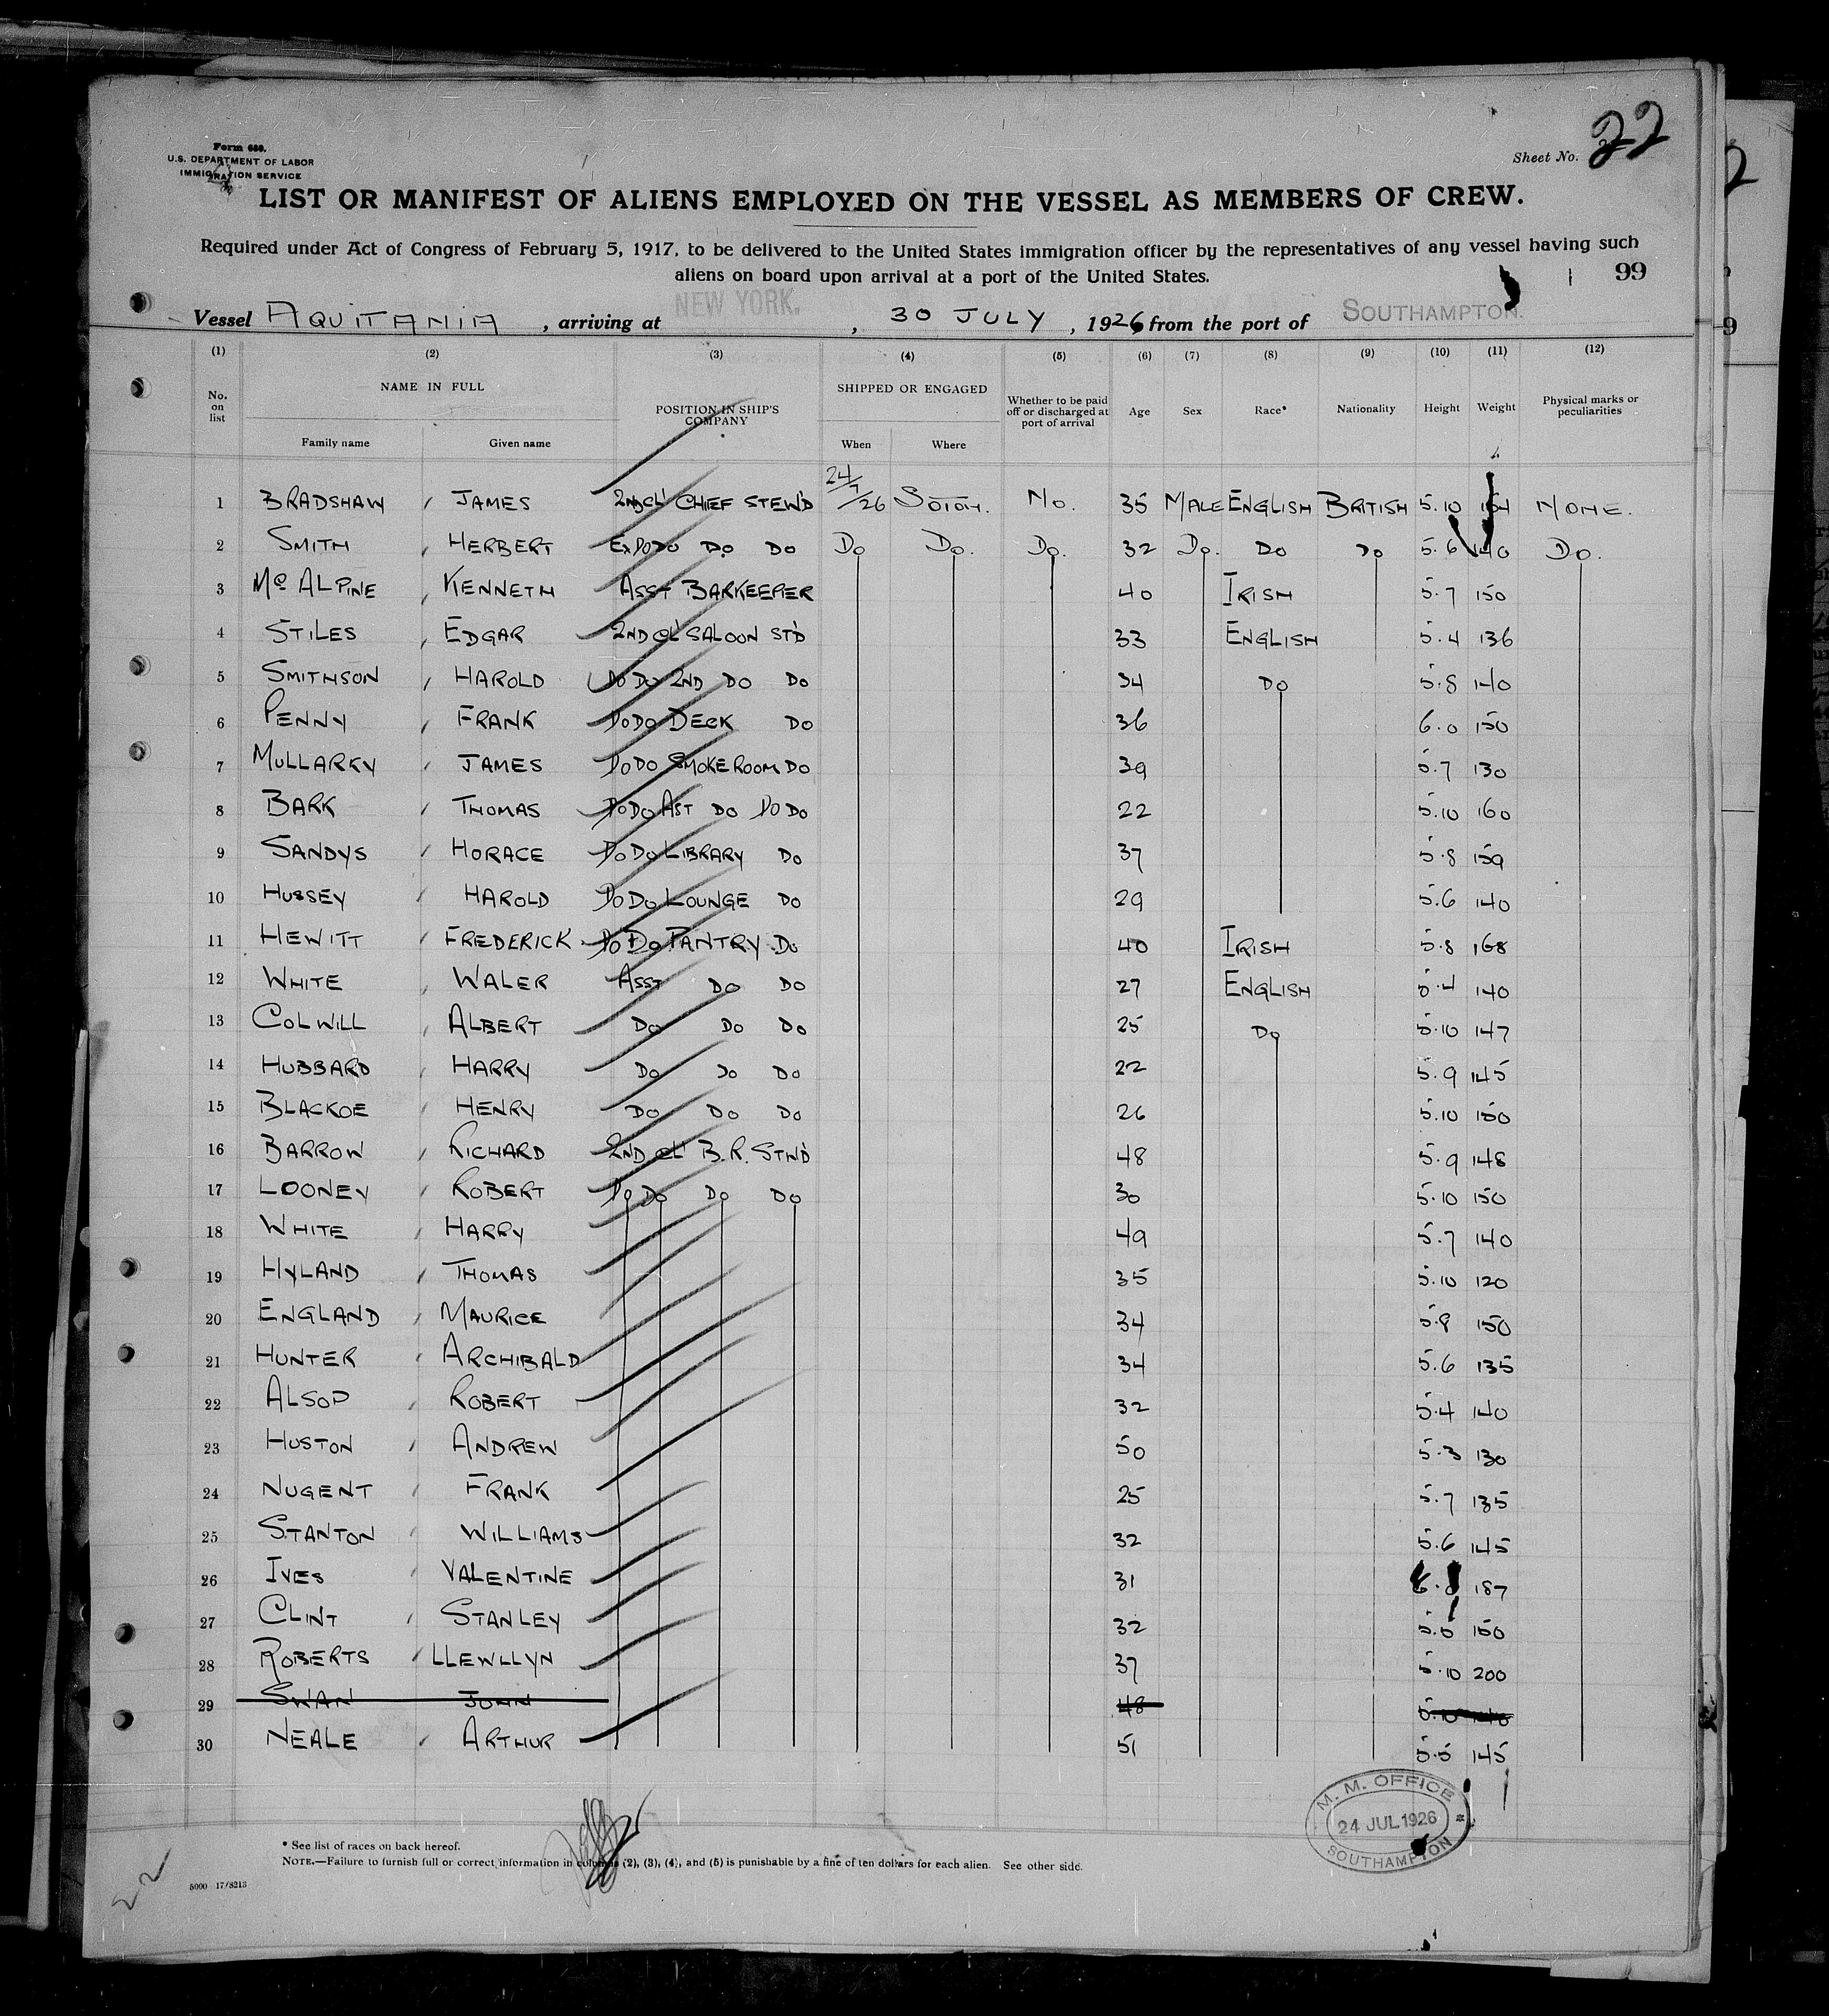 Form 680.
U.S. DEPARTMENT OF LABOR
IMMIGRATION SERVICE
Sheet No. 22
LIST OR MANIFEST OF ALIENS EMPLOYED ON THE VESSEL AS MEMBERS OF CREW.
Required under Act of Congress of February 5, 1917, to be delivered to the United States immigration officer by the representatives of any vessel having such
aliens on board upon arrival at a port of the United States.
99
Vessel AQUITANIA , arriving at NEW YORK. , 30 JULY , 1926 from the port of SOUTHAMPTON.
(1) (2) (3) (4) (5) (6) (7) (8) (9) (10) (11) (12)
No. on list NAME IN FULL Family name Given name POSITION IN SHIP'S COMPANY SHIPPED OR ENGAGED When Where Whether to be paid off or discharged at port of arrival Age Sex Race* Nationality Height Weight Physical marks or peculiarities
1 BRADSHAW , JAMES 2ND CL' CHIEF STEW'D 24/7/26 SOTON. NO. 35 MALE ENGLISH BRITISH 5.10 164 NONE.
2 SMITH , HERBERT DO DO DO DO. DO. 32 DO. DO DO 5.6 140 DO.
3 McALPINE , KENNETH ASST BARKEEPER 40 IRISH 5.7 150
4 STILES , EDGAR 2ND CL' SALOON ST'D 33 ENGLISH 5.4 136
5 SMITHSON , HAROLD DO DO 2ND DO DO 34 DO 5.8 140
6 PENNY , FRANK DO DO DECK DO 36 6.0 150
7 MULLARKY , JAMES DO DO SMOKEROOM DO 39 5.7 130
8 BARK , THOMAS DO DO AST DO DO DO 22 5.10 160
9 SANDYS , HORACE DO DO LIBRARY DO 37 5.8 159
10 HUSSEY , HAROLD DO DO LOUNGE DO 29 5.6 140
11 HEWITT , FREDERICK DO DO PANTRY DO 40 IRISH 5.8 168
12 WHITE , WALER ASST DO DO 27 ENGLISH 5.4 140
13 COLWILL , ALBERT DO DO DO 25 DO 5.10 147
14 HUBBARD , HARRY DO DO DO 22 5.9 145
15 BLACKOE , HENRY DO DO DO 26 5.10 150
16 BARROW , RICHARD 2ND CL' B.R. STW'D 48 5.9 148
17 LOONEY , ROBERT DO DO DO DO 30 5.10 150
18 WHITE , HARRY 49 5.7 140
19 HYLAND , THOMAS 35 5.10 120
20 ENGLAND , MAURICE 34 5.8 150
21 HUNTER , ARCHIBALD 34 5.6 135
22 ALSOP , ROBERT 32 5.4 140
23 HUSTON , ANDREW 50 5.3 130
24 NUGENT , FRANK 25 5.7 135
25 STANTON , WILLIAMS 32 5.6 145
26 IVES , VALENTINE 31 187
27 CLINT , STANLEY 32 150
28 ROBERTS , LLEWLLYN 37 5.10 200
29 SWAN JOHN 48 5.10 140
30 NEALE , ARTHUR 51 5.5 145
M. M. OFFICE
24 JUL 1926
SOUTHAMPTON
* See list of races on back hereof.
NOTE.—Failure to furnish full or correct information in columns (2), (3), (4), and (5) is punishable by a fine of ten dollars for each alien. See other side.
5000 17/8213
22